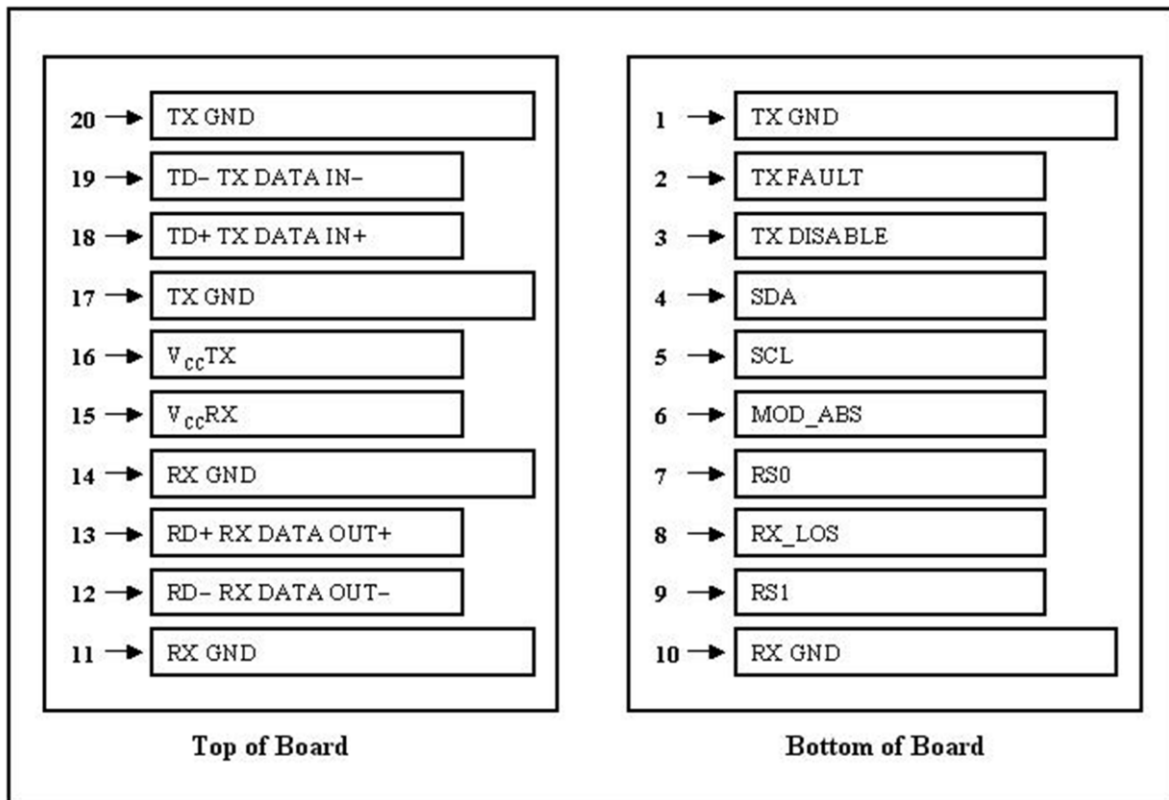 20 TX GND
19 TD– TX DATA IN–
18 TD+ TX DATA IN+
17 TX GND
16 VCCTX
15 VCCRX
14 RX GND
13 RD+ RX DATA OUT+
12 RD– RX DATA OUT–
11 RX GND
Top of Board
1 TX GND
2 TX FAULT
3 TX DISABLE
4 SDA
5 SCL
6 MOD_ABS
7 RS0
8 RX_LOS
9 RS1
10 RX GND
Bottom of Board